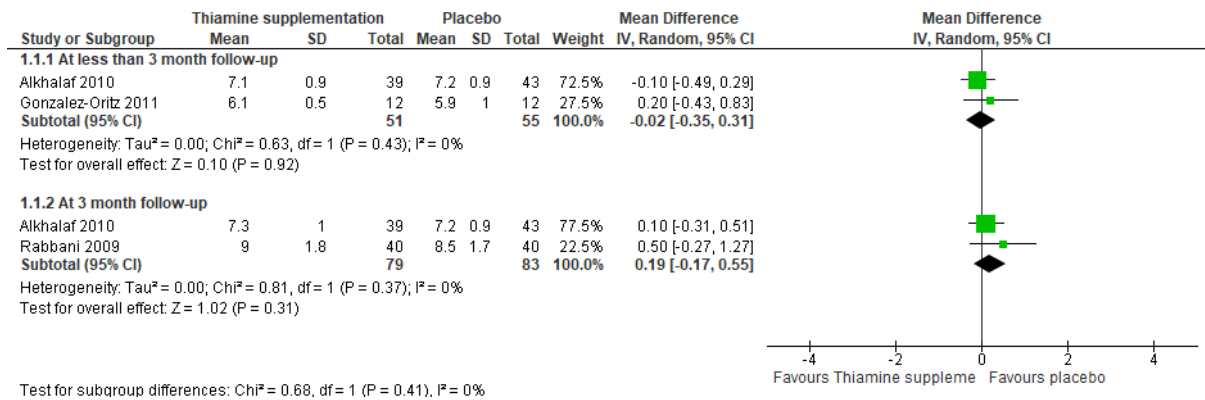 Thiamine supplementation Placebo Mean Difference Mean Difference
Study or Subgroup Mean SD Total Mean SD Total Weight IV, Random, 95% CI IV, Random, 95% CI
1.1.1 At less than 3 month follow-up
Alkhalaf 2010 7.1 0.9 39 7.2 0.9 43 72.5% -0.10 [-0.49, 0.29]
Gonzalez-Oritz 2011 6.1 0.5 12 5.9 1 12 27.5% 0.20 [-0.43, 0.83]
Subtotal (95% CI) 51 55 100.0% -0.02 [-0.35, 0.31]
Heterogeneity: Tau² = 0.00; Chi² = 0.63, df = 1 (P = 0.43); I² = 0%
Test for overall effect: Z = 0.10 (P = 0.92)
1.1.2 At 3 month follow-up
Alkhalaf 2010 7.3 1 39 7.2 0.9 43 77.5% 0.10 [-0.31, 0.51]
Rabbani 2009 9 1.8 40 8.5 1.7 40 22.5% 0.50 [-0.27, 1.27]
Subtotal (95% CI) 79 83 100.0% 0.19 [-0.17, 0.55]
Heterogeneity: Tau² = 0.00; Chi² = 0.81, df = 1 (P = 0.37); I² = 0%
Test for overall effect: Z = 1.02 (P = 0.31)
-4 -2 0 2 4
Favours Thiamine suppleme Favours placebo
Test for subgroup differences: Chi² = 0.68, df = 1 (P = 0.41), I² = 0%